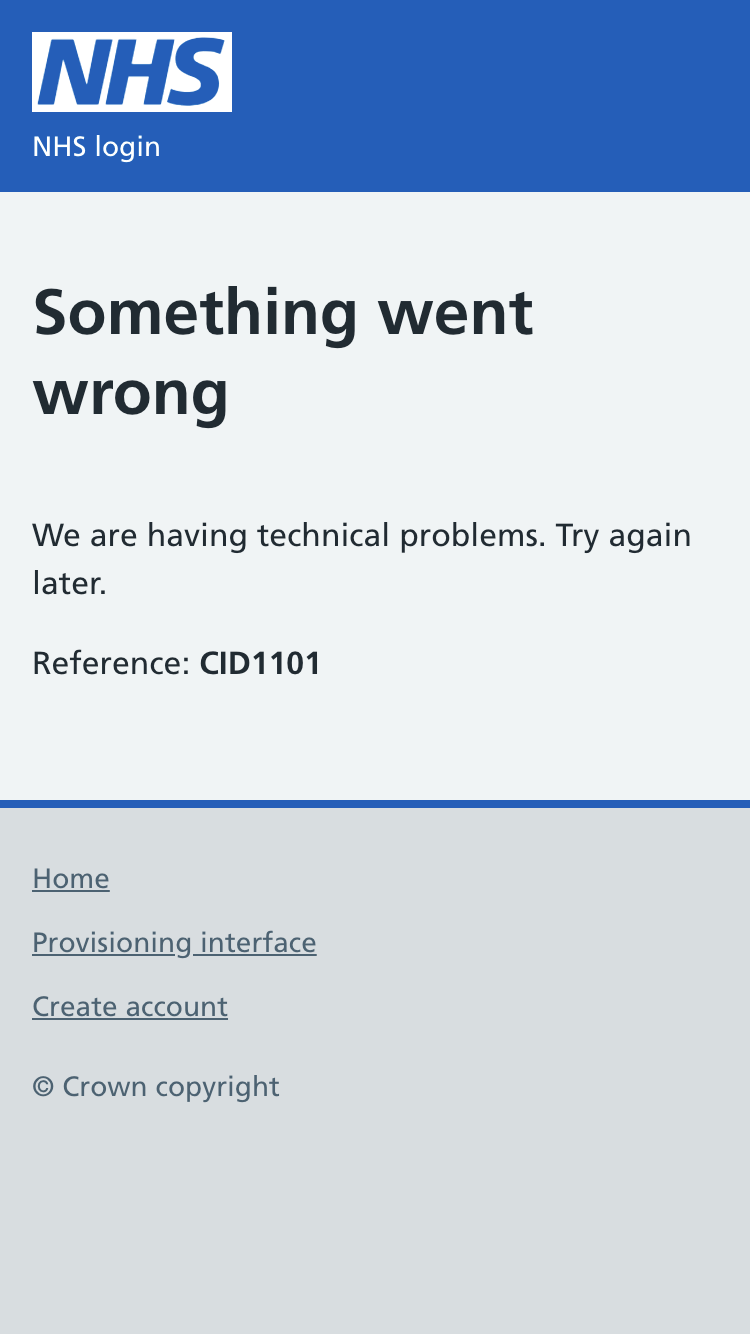 NHS
NHS login
Something went
wrong
We are having technical problems. Try again
later.
Reference: CID1101
Home
Provisioning interface
Create account
© Crown copyright